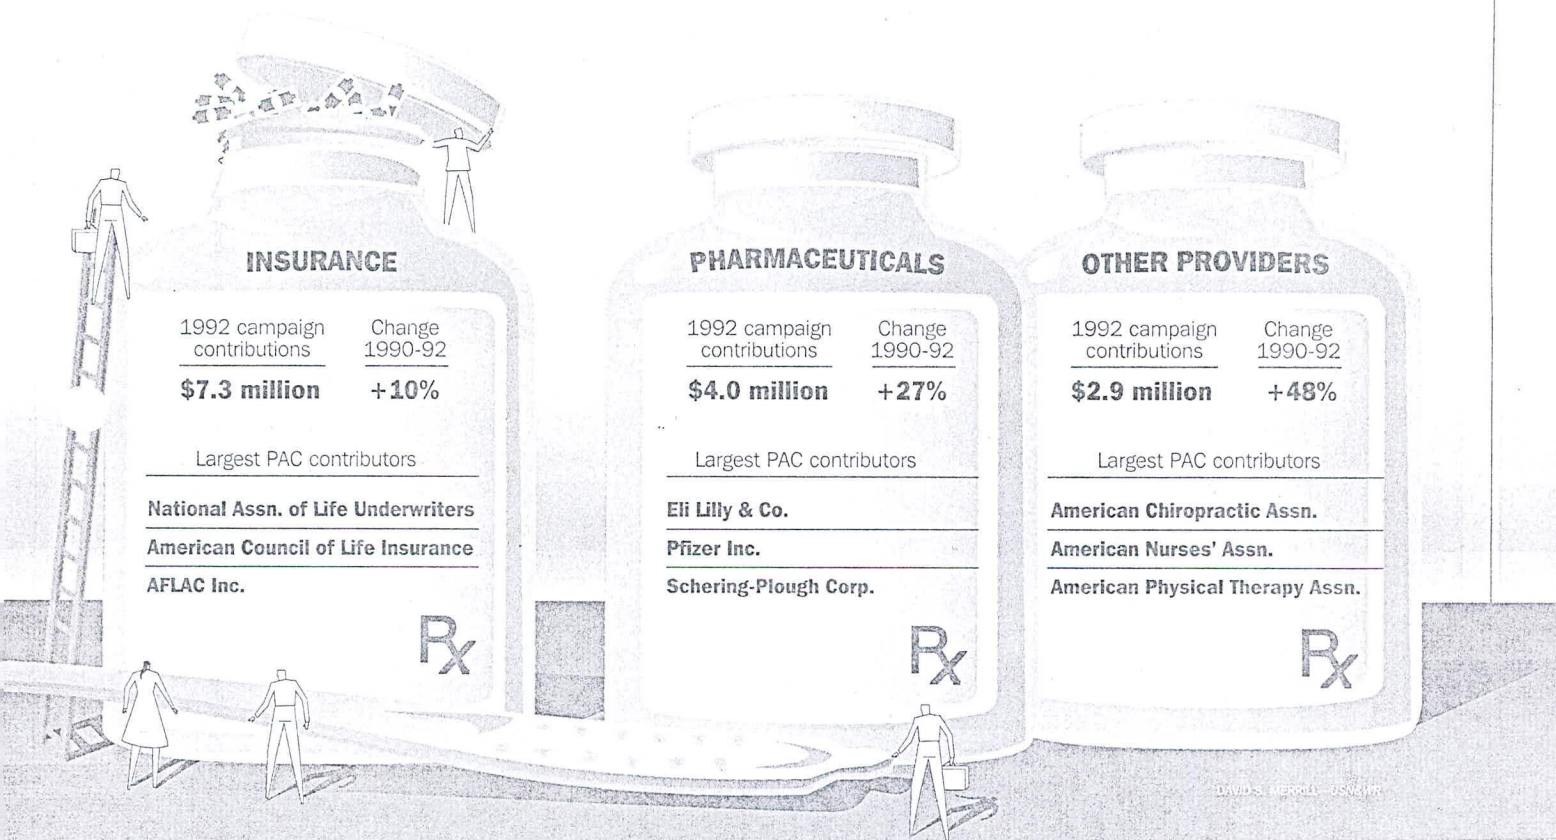 INSURANCE
1992 campaign
contributions
Change
1990-92
$7.3 million
+10%
Largest PAC contributors
National Assn. of Life Underwriters
American Council of Life Insurance
AFLAC Inc.
Rx
PHARMACEUTICALS
1992 campaign
contributions
Change
1990-92
$4.0 million
+27%
Largest PAC contributors
Eli Lilly & Co.
Pfizer Inc.
Schering-Plough Corp.
Rx
OTHER PROVIDERS
1992 campaign
contributions
Change
1990-92
$2.9 million
+48%
Largest PAC contributors
American Chiropractic Assn.
American Nurses' Assn.
American Physical Therapy Assn.
Rx
DAVID S. MERRILL—USN&WR